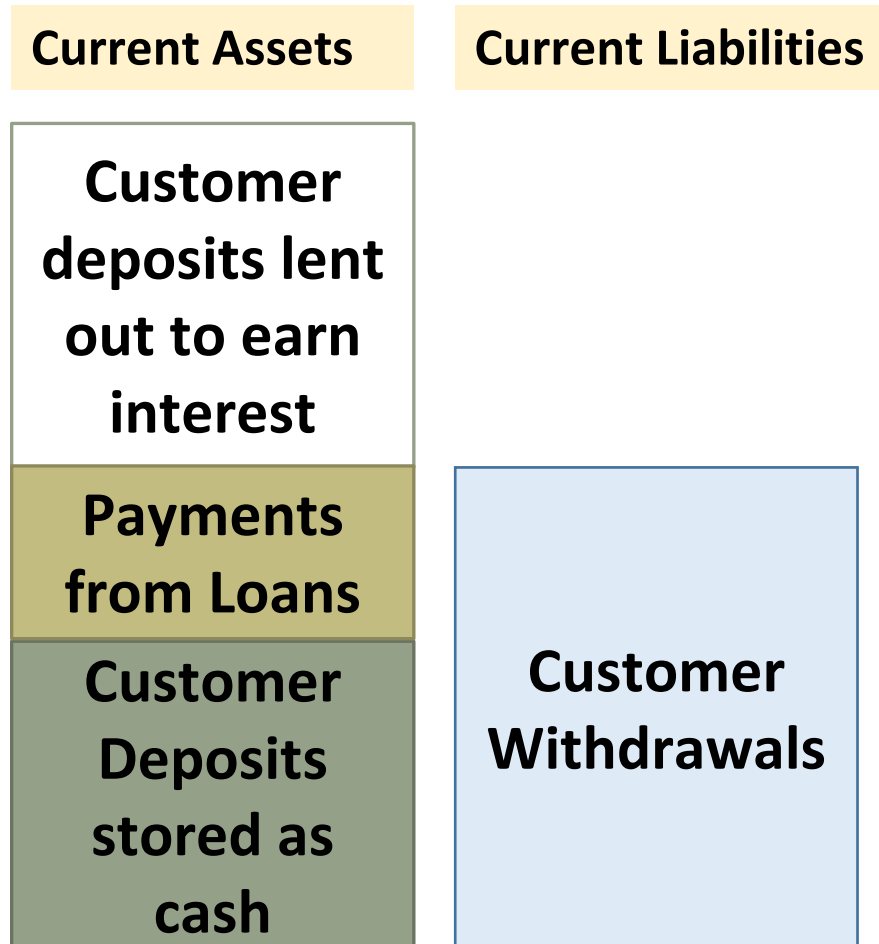 Current Assets
Current Liabilities
Customer
deposits lent
out to earn
interest
Payments
from Loans
Customer
Deposits
stored as
cash
Customer
Withdrawals